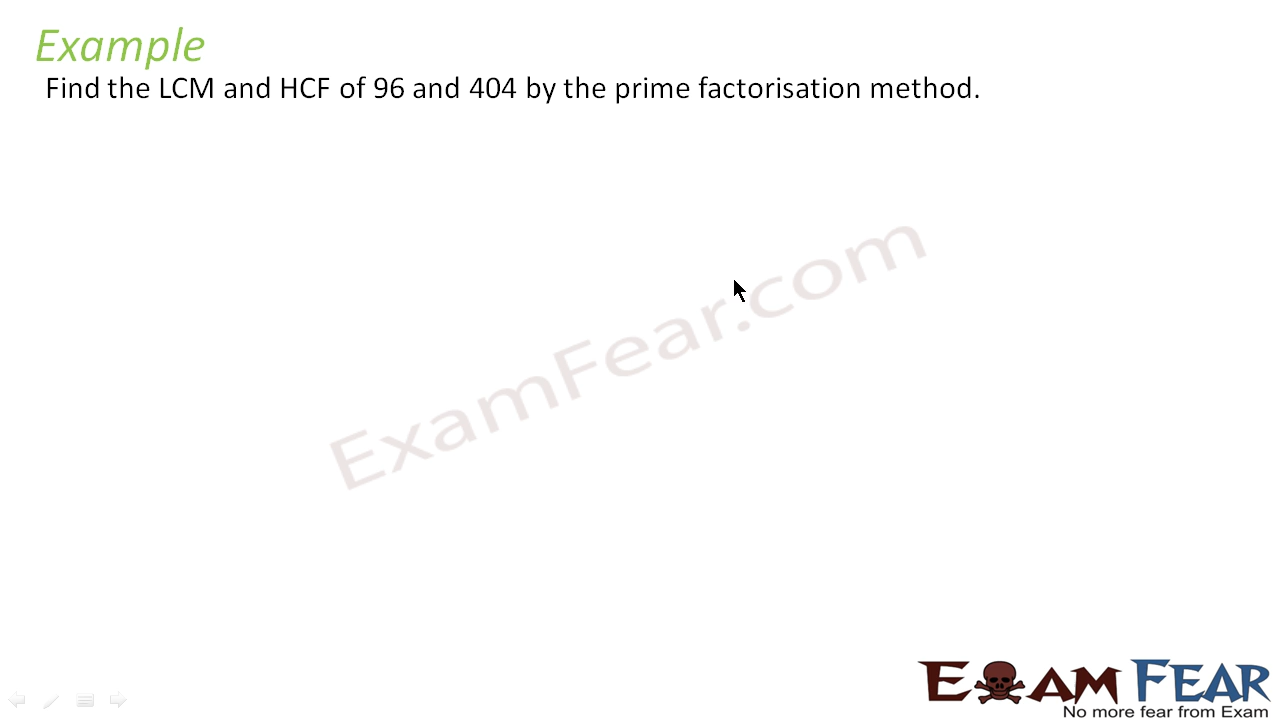 Example
Find the LCM and HCF of 96 and 404 by the prime factorisation method.
ExamFear.com
EXAM FEAR
No more fear from Exam